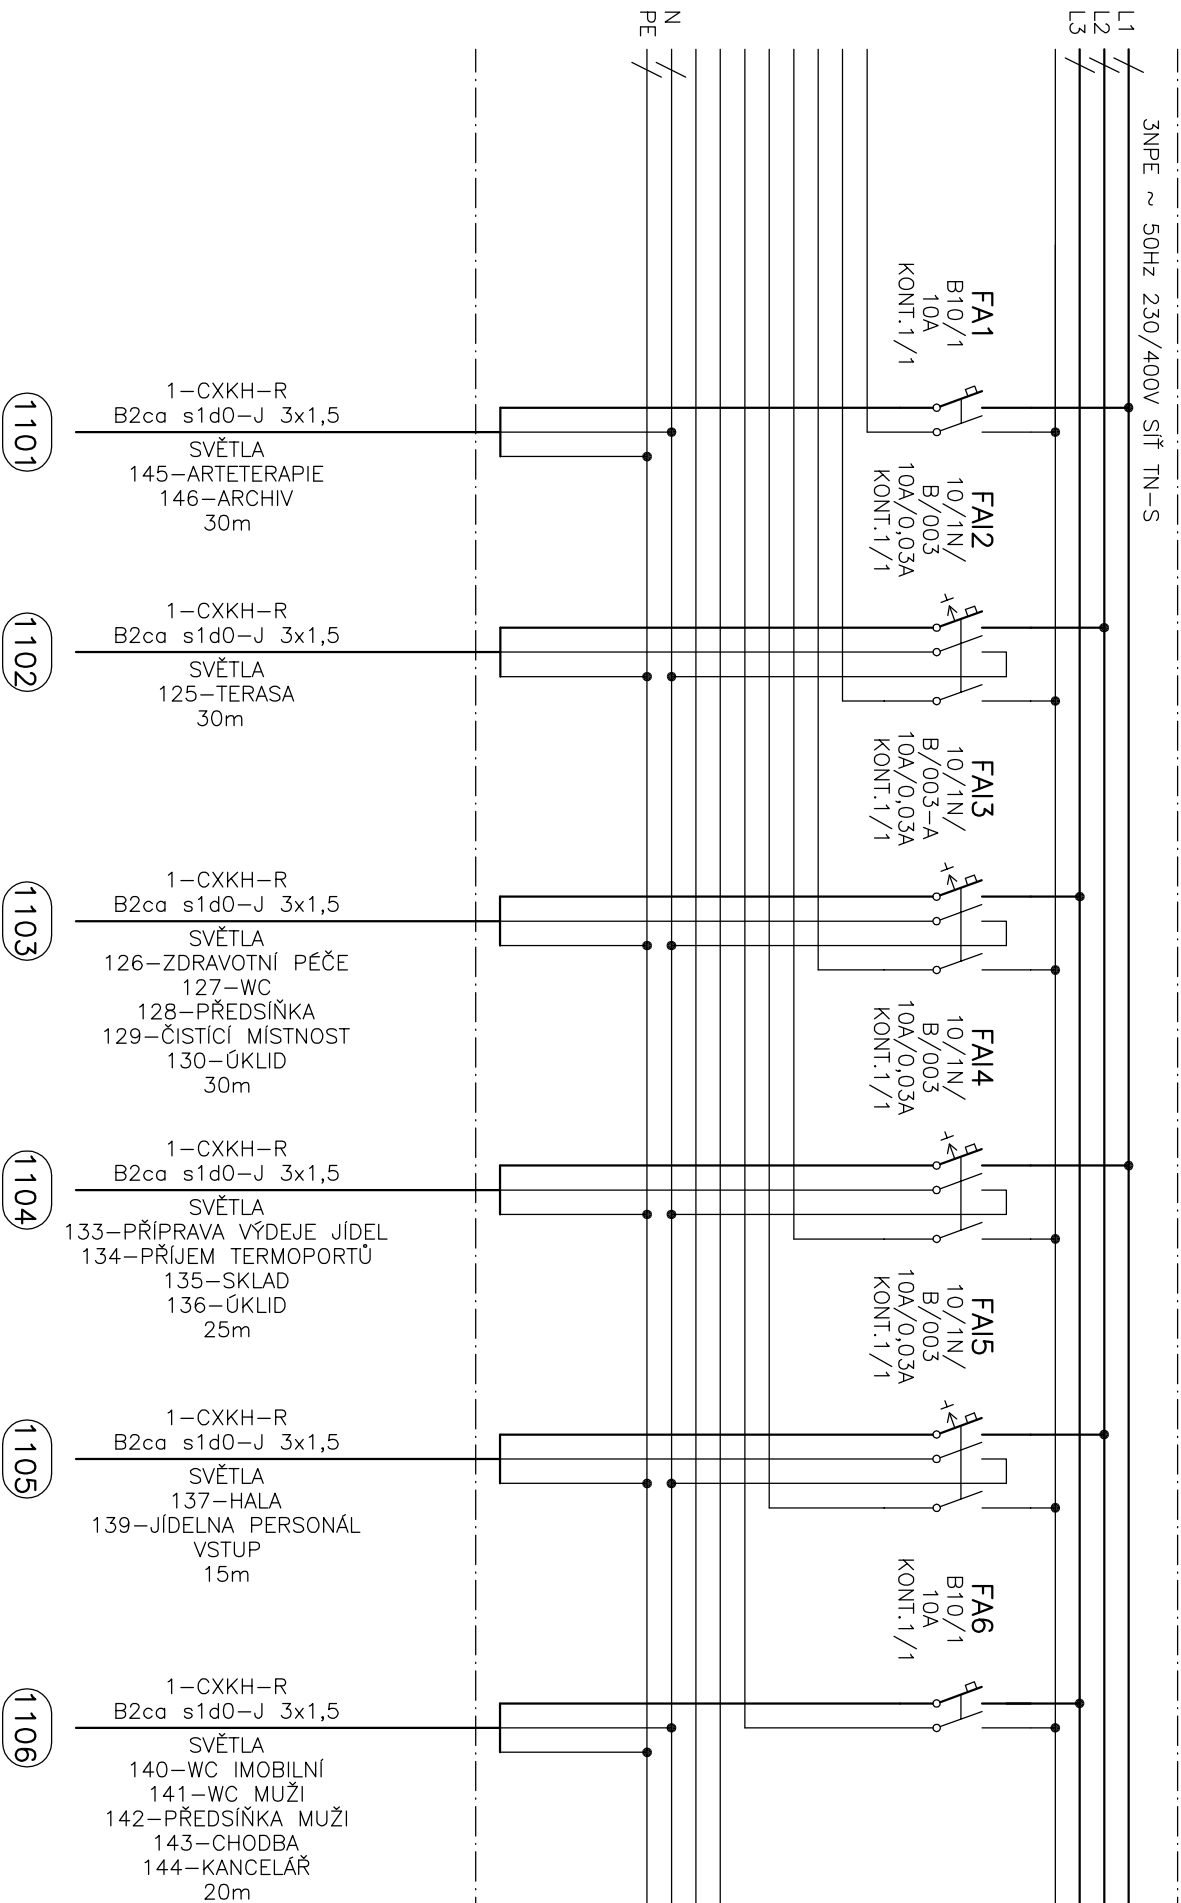 L1
L2
L3
N
PE
3NPE ~ 50Hz 230/400V SÍŤ TN-S
FA1
B10/1
10A
KONT.1/1
1-CXKH-R
B2ca s1d0-J 3x1,5
SVĚTLA
145-ARTETERAPIE
146-ARCHIV
30m
1101
FAI2
10/1N/
B/003
10A/0,03A
KONT.1/1
1-CXKH-R
B2ca s1d0-J 3x1,5
SVĚTLA
125-TERASA
30m
1102
FAI3
10/1N/
B/003-A
10A/0,03A
KONT.1/1
1-CXKH-R
B2ca s1d0-J 3x1,5
SVĚTLA
126-ZDRAVOTNÍ PÉČE
127-WC
128-PŘEDSÍŇKA
129-ČISTÍCÍ MÍSTNOST
130-ÚKLID
30m
1103
FAI4
10/1N/
B/003
10A/0,03A
KONT.1/1
1-CXKH-R
B2ca s1d0-J 3x1,5
SVĚTLA
133-PŘÍPRAVA VÝDEJE JÍDEL
134-PŘÍJEM TERMOPORTŮ
135-SKLAD
136-ÚKLID
25m
1104
FAI5
10/1N/
B/003
10A/0,03A
KONT.1/1
1-CXKH-R
B2ca s1d0-J 3x1,5
SVĚTLA
137-HALA
139-JÍDELNA PERSONÁL
VSTUP
15m
1105
FA6
B10/1
10A
KONT.1/1
1-CXKH-R
B2ca s1d0-J 3x1,5
SVĚTLA
140-WC IMOBILNÍ
141-WC MUŽI
142-PŘEDSÍŇKA MUŽI
143-CHODBA
144-KANCELÁŘ
20m
1106